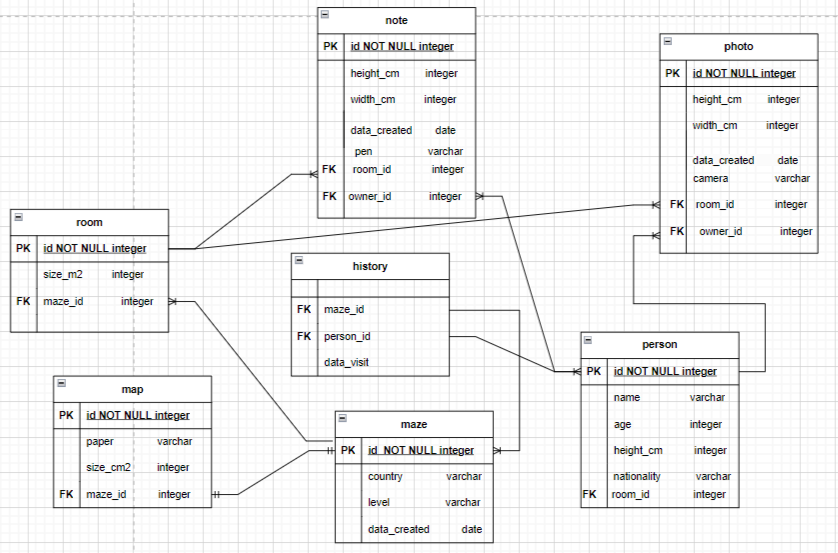 note
PK id NOT NULL integer
height_cm integer
width_cm integer
data_created date
pen varchar
FK room_id integer
FK owner_id integer
photo
PK id NOT NULL integer
height_cm integer
width_cm integer
data_created date
camera varchar
FK room_id integer
FK owner_id integer
room
PK id NOT NULL integer
size_m2 integer
FK maze_id integer
history
FK maze_id
FK person_id
data_visit
person
PK id NOT NULL integer
name varchar
age integer
height_cm integer
nationality varchar
FK room_id integer
map
PK id NOT NULL integer
paper varchar
size_cm2 integer
FK maze_id integer
maze
PK id NOT NULL integer
country varchar
level varchar
data_created date